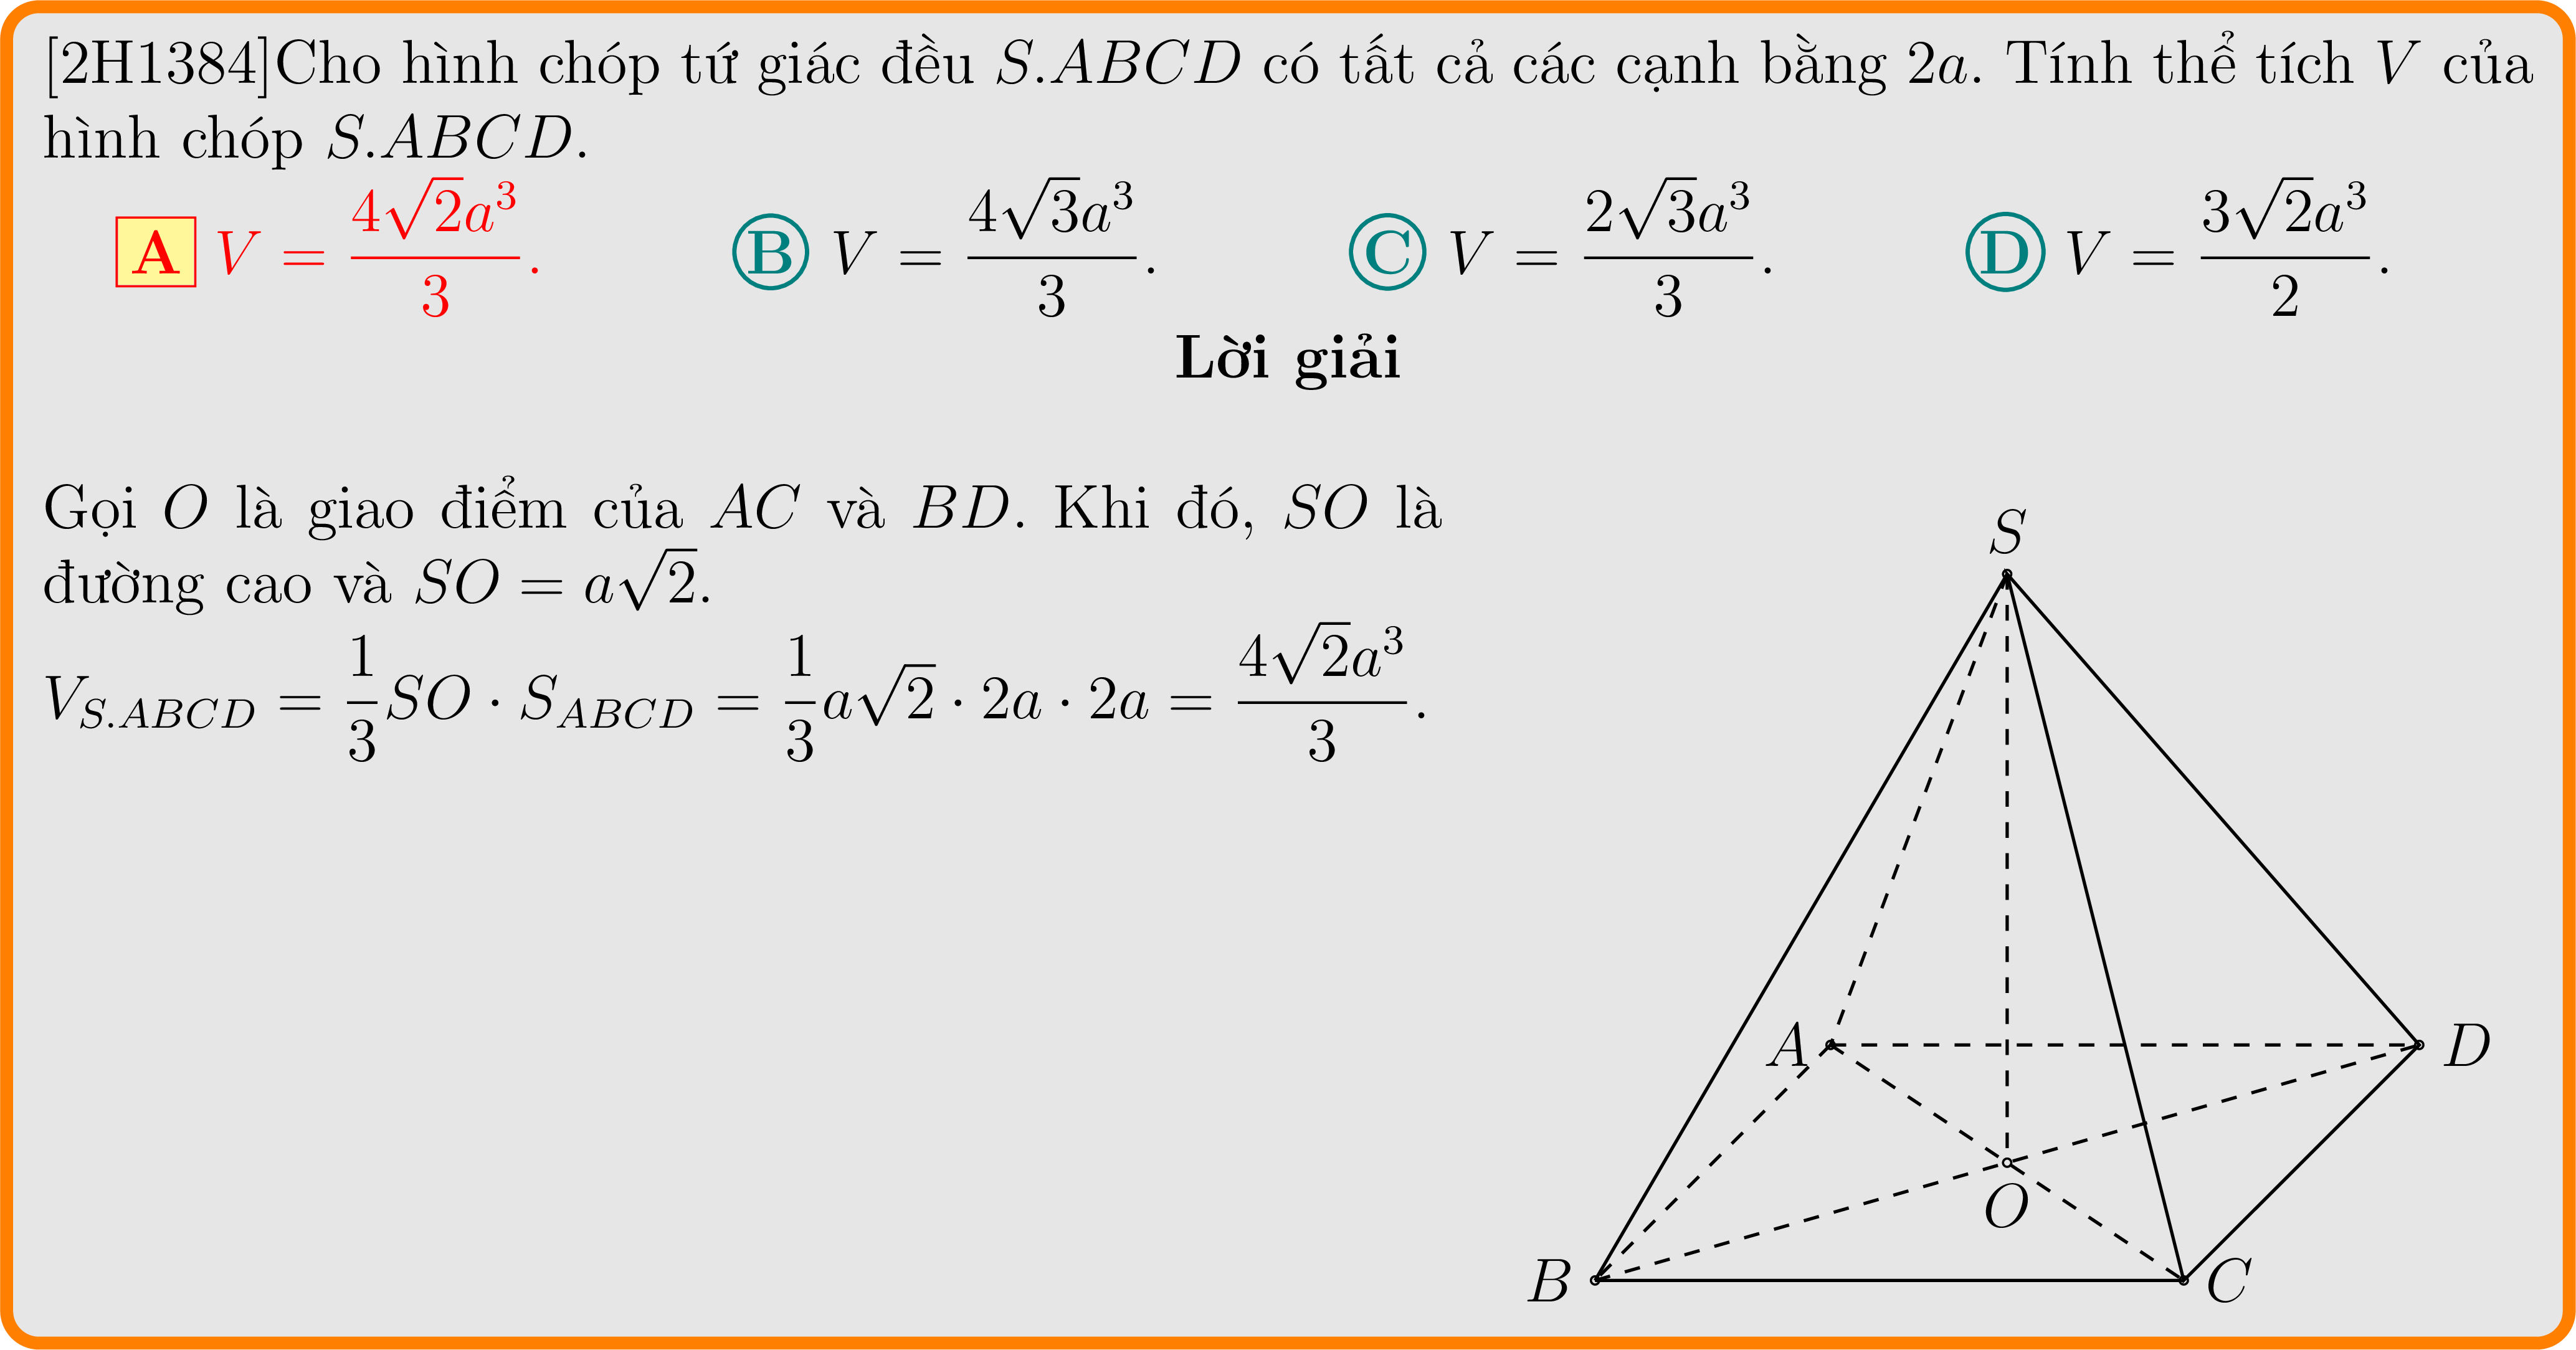 [2H1384]Cho hình chóp tứ giác đều S.ABCD có tất cả các cạnh bằng 2a. Tính thể tích V của
hình chóp S.ABCD.
A V = \frac{4\sqrt{2}a^3}{3}. B V = \frac{4\sqrt{3}a^3}{3}. C V = \frac{2\sqrt{3}a^3}{3}. D V = \frac{3\sqrt{2}a^3}{2}.
Lời giải
Gọi O là giao điểm của AC và BD. Khi đó, SO là
đường cao và SO = a\sqrt{2}.
V_{S.ABCD} = \frac{1}{3}SO · S_{ABCD} = \frac{1}{3}a\sqrt{2} · 2a · 2a = \frac{4\sqrt{2}a^3}{3}.
S
A
D
O
B
C